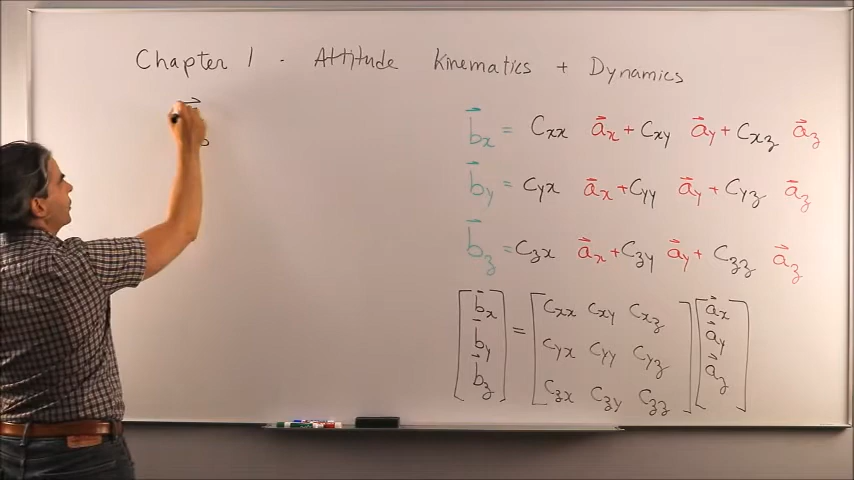 Chapter 1 . Attitude Kinematics + Dynamics
b⃗x = Cxx a⃗x + Cxy a⃗y + Cxz a⃗z
b⃗y = Cyx a⃗x + Cyy a⃗y + Cyz a⃗z
b⃗z = Czx a⃗x + Czy a⃗y + Czz a⃗z
[b⃗x] = [Cxx Cxy Cxz] [a⃗x]
[b⃗y] [Cyx Cyy Cyz] [a⃗y]
[b⃗z] [Czx Czy Czz] [a⃗z]